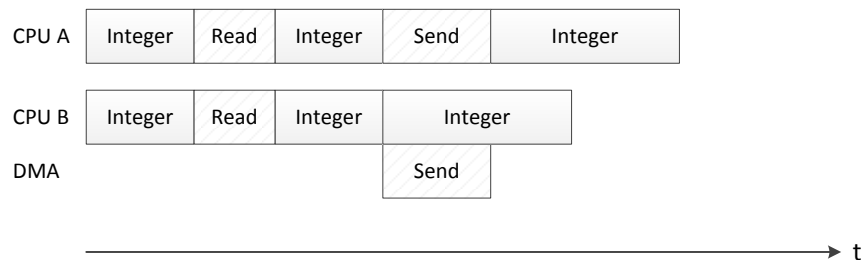 CPU A Integer Read Integer Send Integer
CPU B Integer Read Integer Integer
DMA Send
t